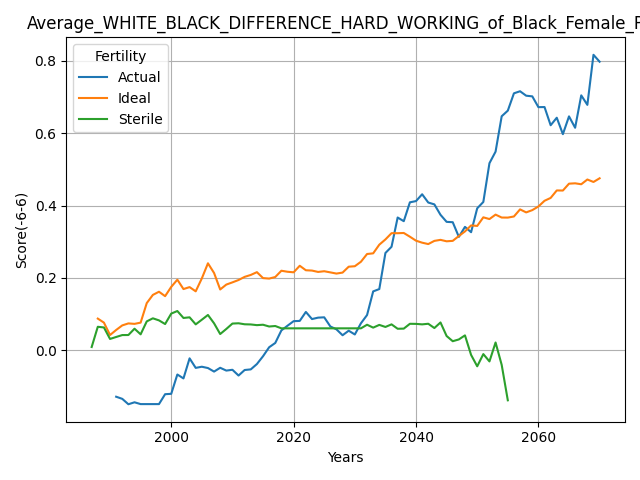 Average_WHITE_BLACK_DIFFERENCE_HARD_WORKING_of_Black_Female_
Fertility
Actual
Ideal
Sterile
Score(-6-6)
0.8
0.6
0.4
0.2
0.0
2000 2020 2040 2060
Years